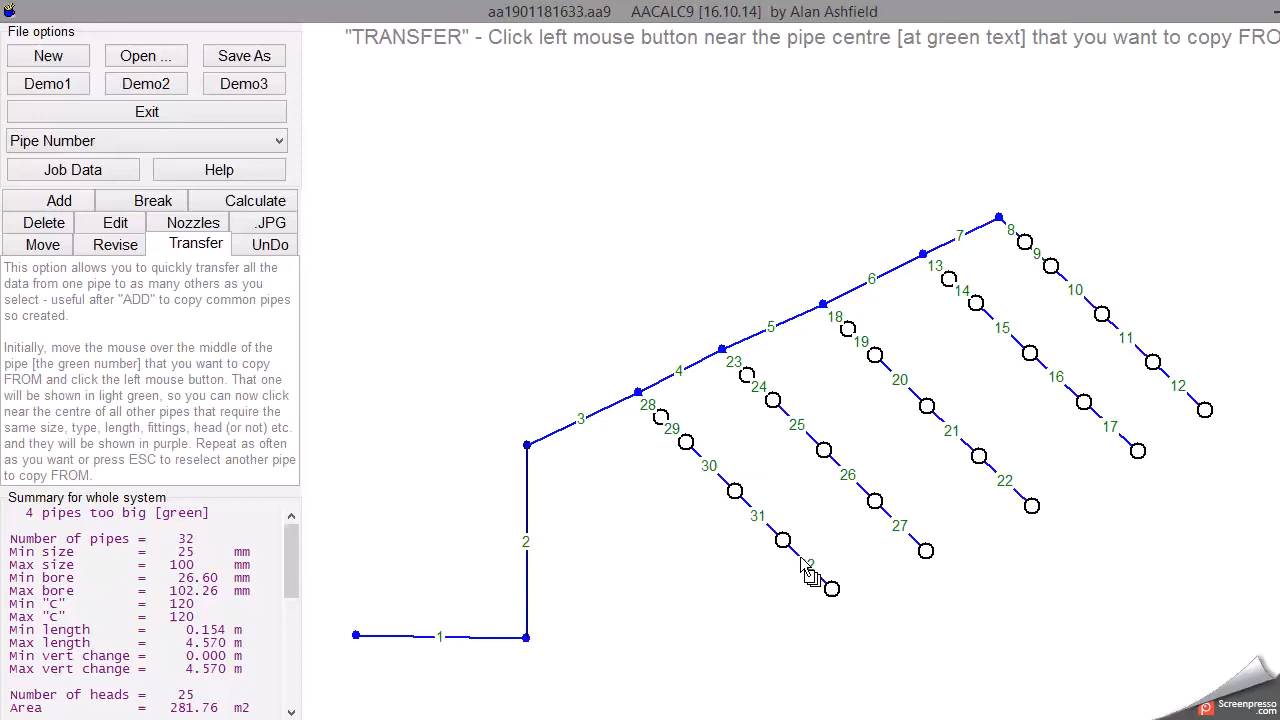 aa1901181633.aa9 AACALC9 [16.10.14] by Alan Ashfield
File options
"TRANSFER" - Click left mouse button near the pipe centre [at green text] that you want to copy FRO
New
Open ...
Save As
Demo1
Demo2
Demo3
Exit
Pipe Number
Job Data
Help
Add
Break
Calculate
Delete
Edit
Nozzles
.JPG
Move
Revise
Transfer
UnDo
This option allows you to quickly transfer all the
data from one pipe to as many others as you
select - useful after "ADD" to copy common pipes
so created.
Initially, move the mouse over the middle of the
pipe [the green number] that you want to copy
FROM and click the left mouse button. That one
will be shown in light green, so you can now click
near the centre of all other pipes that require the
same size, type, length, fittings, head (or not) etc.
and they will be shown in purple. Repeat as often
as you want or press ESC to reselect another pipe
to copy FROM.
Summary for whole system
4 pipes too big [green]
Number of pipes = 32
Min size = 25 mm
Max size = 100 mm
Min bore = 26.60 mm
Max bore = 102.26 mm
Min "C" = 120
Max "C" = 120
Min length = 0.154 m
Max length = 4.570 m
Min vert change = 0.000 m
Max vert change = 4.570 m
Number of heads = 25
Area = 281.76 m2
1
2
3
4
5
6
7
8
9
10
11
12
13
14
15
16
17
18
19
20
21
22
23
24
25
26
27
28
29
30
31
Screenpresso
.com